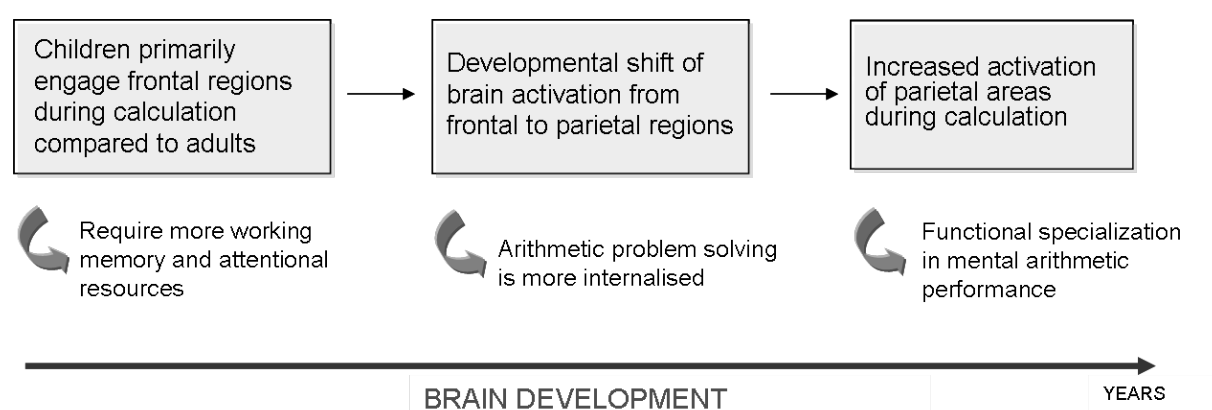 Children primarily
engage frontal regions
during calculation
compared to adults
Developmental shift of
brain activation from
frontal to parietal regions
Increased activation
of parietal areas
during calculation
Require more working
memory and attentional
resources
Arithmetic problem solving
is more internalised
Functional specialization
in mental arithmetic
performance
BRAIN DEVELOPMENT
YEARS